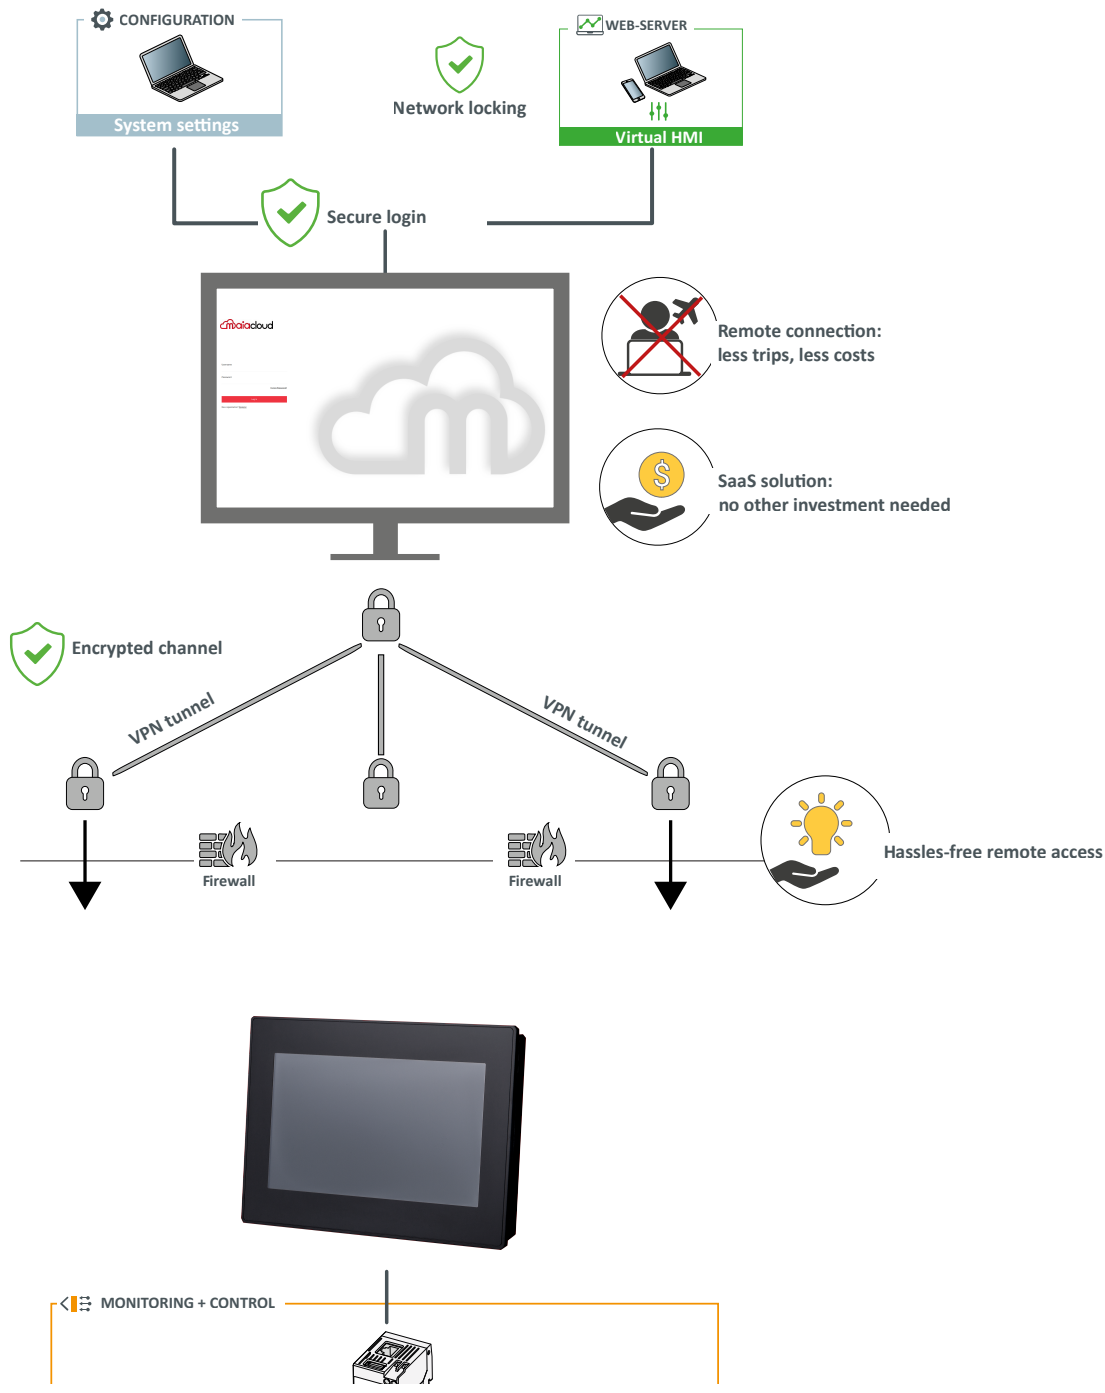 CONFIGURATION
System settings
Network locking
WEB-SERVER
Virtual HMI
Secure login
maiacloud
Remote connection:
less trips, less costs
SaaS solution:
no other investment needed
Encrypted channel
VPN tunnel
VPN tunnel
Firewall
Firewall
Hassles-free remote access
MONITORING + CONTROL